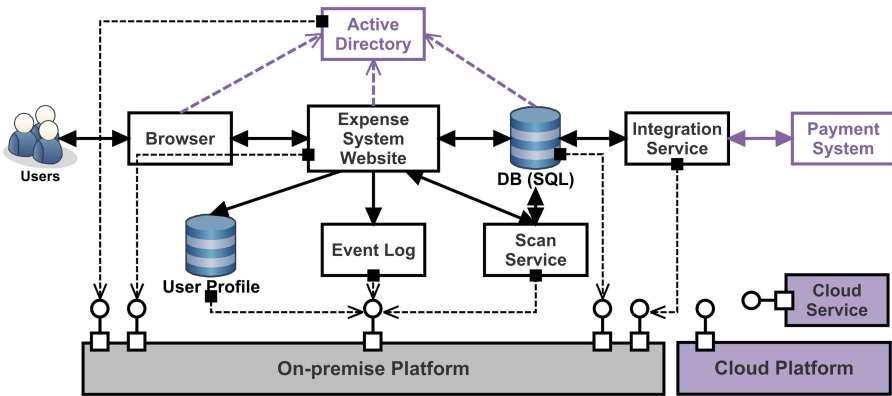 Active
Directory
Users
Browser
Expense
System
Website
DB (SQL)
Integration
Service
Payment
System
User Profile
Event Log
Scan
Service
Cloud
Service
On-premise Platform
Cloud Platform